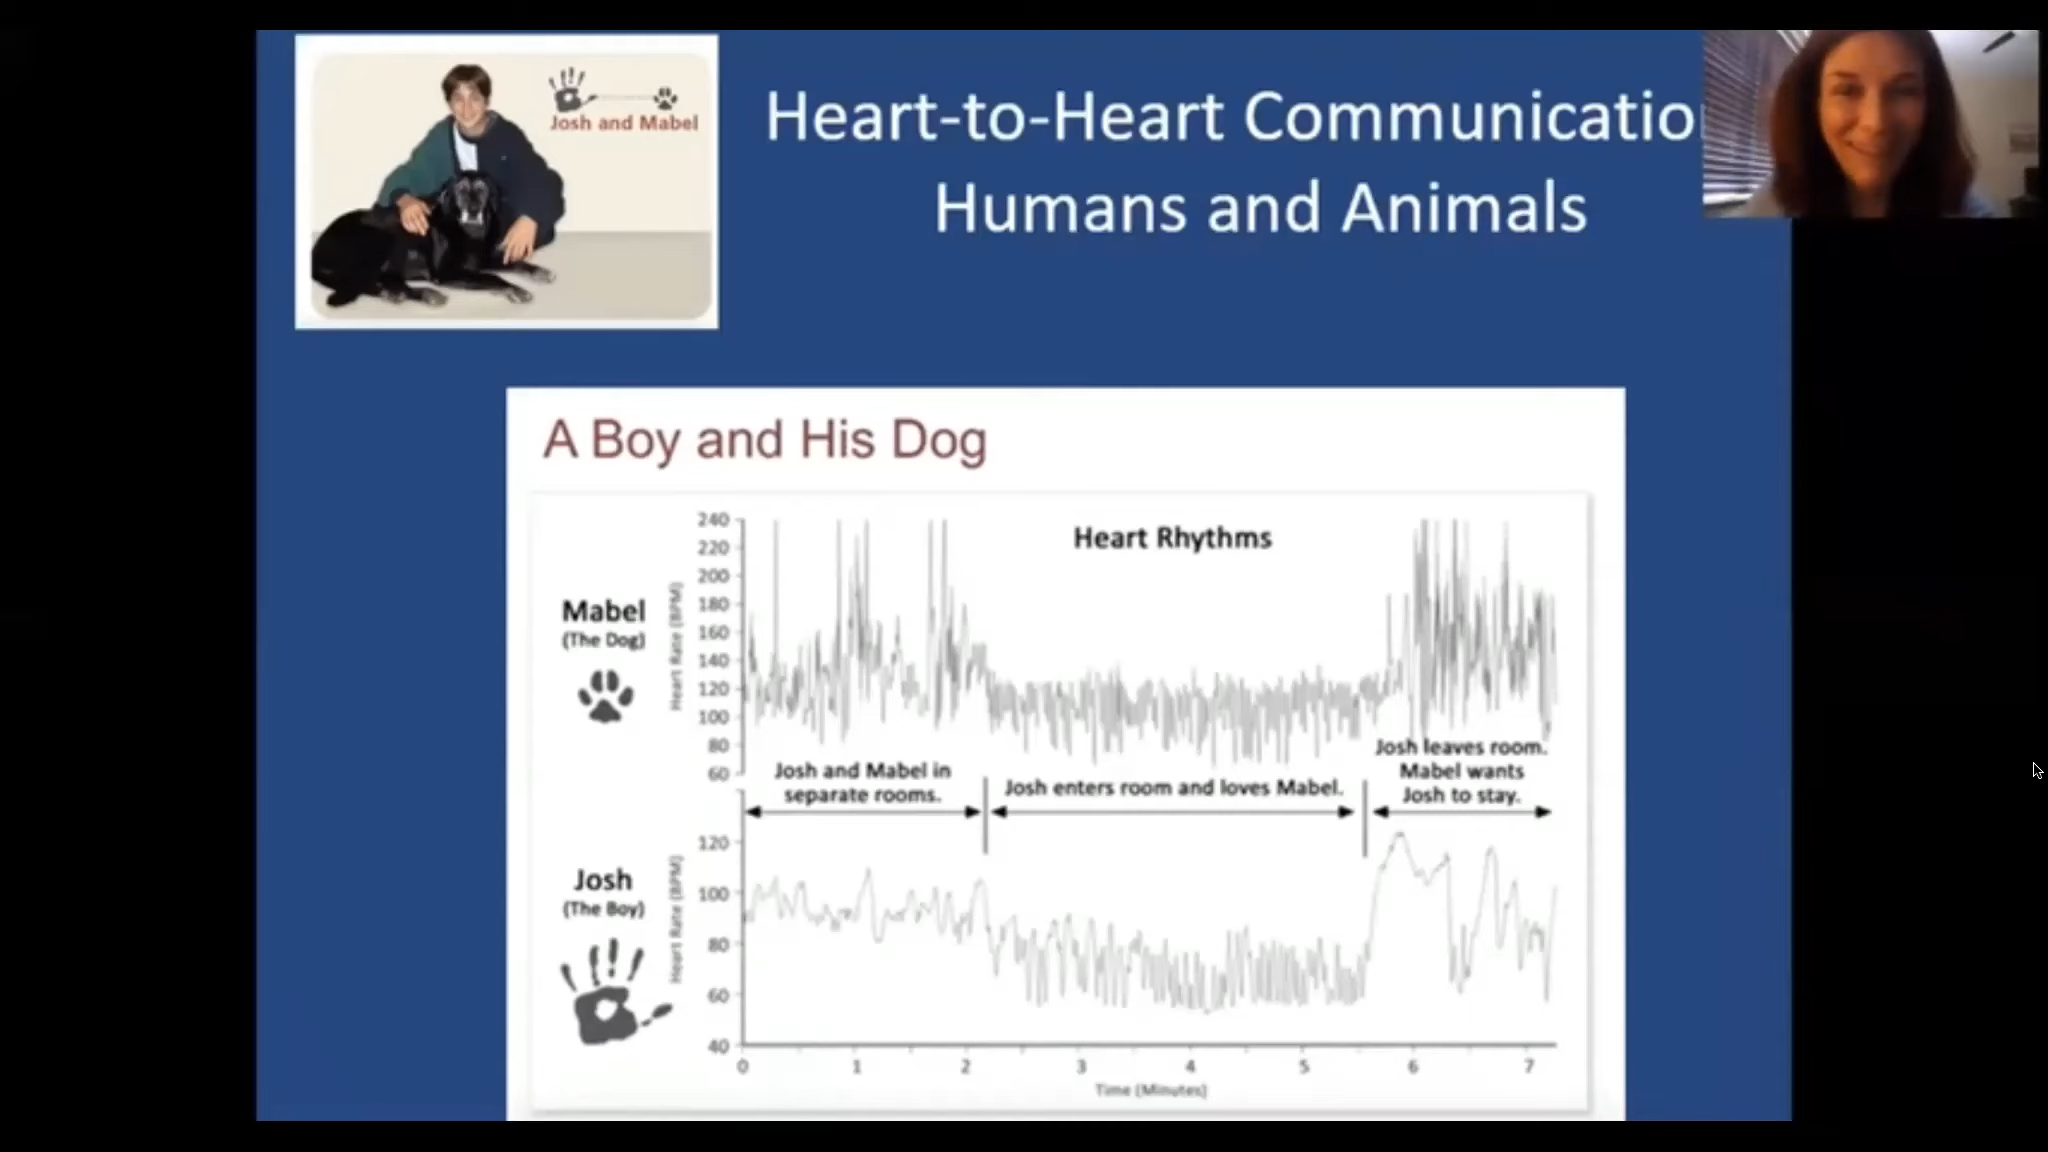 Josh and Mabel
Heart-to-Heart Communicatio
Humans and Animals
A Boy and His Dog
Heart Rhythms
Mabel
(The Dog)
Heart Rate (BPM)
240
220
200
180
160
140
120
100
80
60
Josh and Mabel in
separate rooms.
Josh enters room and loves Mabel.
Josh leaves room.
Mabel wants
Josh to stay.
Josh
(The Boy)
Heart Rate (BPM)
120
100
80
60
40
0 1 2 3 4 5 6 7
Time (Minutes)